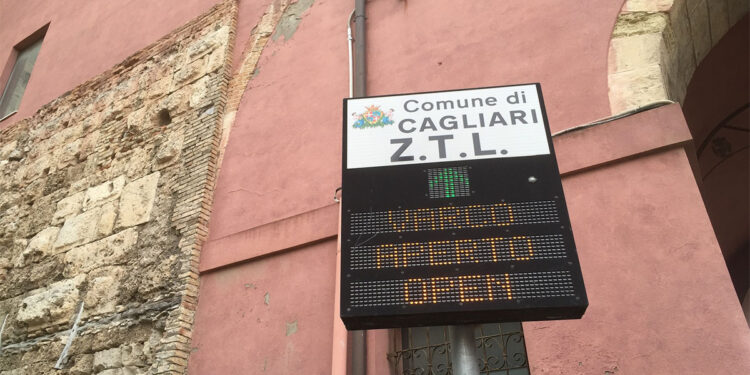 Comune di
CAGLIARI
Z.T.L.
VARCO
APERTO
OPEN